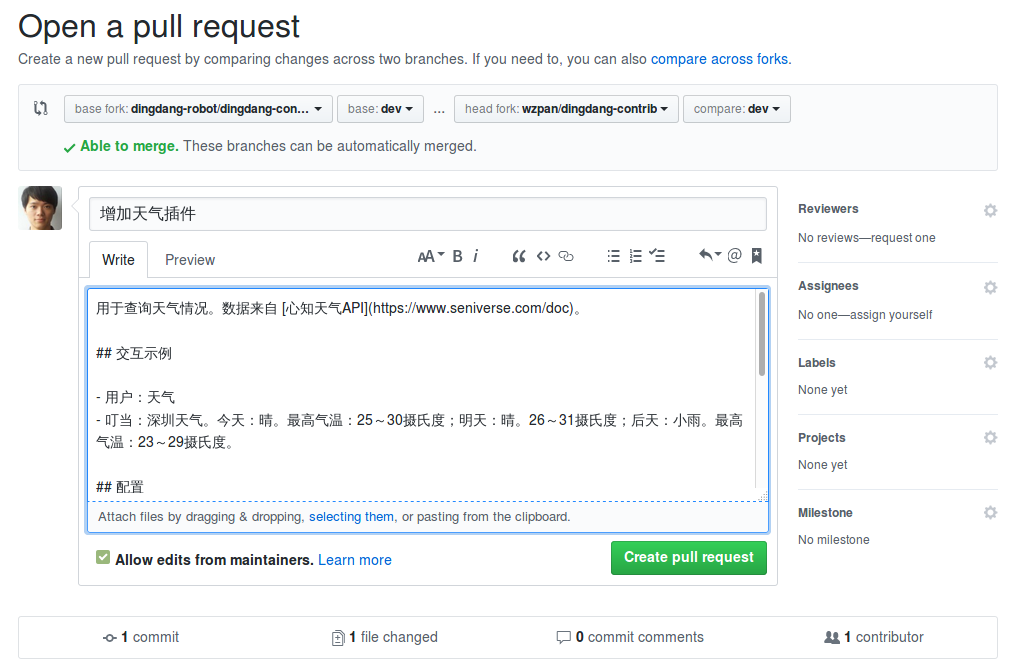 Open a pull request
Create a new pull request by comparing changes across two branches. If you need to, you can also compare across forks.
base fork: dingdang-robot/dingdang-con... base: dev ... head fork: wzpan/dingdang-contrib compare: dev
Able to merge. These branches can be automatically merged.
增加天气插件
Write Preview AA B i @
用于查询天气情况。数据来自 [心知天气API](https://www.seniverse.com/doc)。
## 交互示例
- 用户：天气
- 叮当：深圳天气。今天：晴。最高气温：25～30摄氏度；明天：晴。26～31摄氏度；后天：小雨。最高
气温：23～29摄氏度。
## 配置
Attach files by dragging & dropping, selecting them, or pasting from the clipboard.
Allow edits from maintainers. Learn more
Create pull request
Reviewers
No reviews—request one
Assignees
No one—assign yourself
Labels
None yet
Projects
None yet
Milestone
No milestone
1 commit 1 file changed 0 commit comments 1 contributor